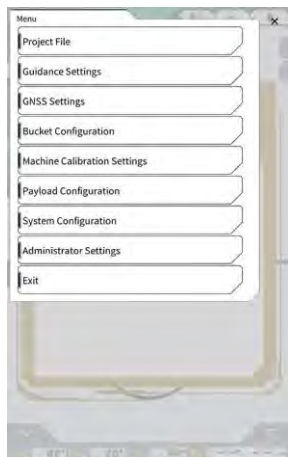 Menu
Project File
Guidance Settings
GNSS Settings
Bucket Configuration
Machine Calibration Settings
Payload Configuration
System Configuration
Administrator Settings
Exit